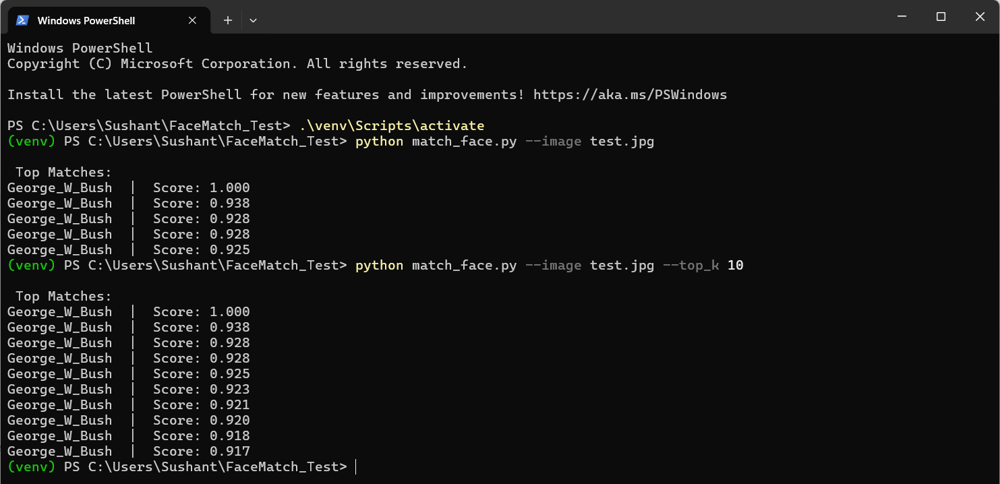 Windows PowerShell
Windows PowerShell
Copyright (C) Microsoft Corporation. All rights reserved.
Install the latest PowerShell for new features and improvements! https://aka.ms/PSWindows
PS C:\Users\Sushant\FaceMatch_Test> .\venv\Scripts\activate
(venv) PS C:\Users\Sushant\FaceMatch_Test> python match_face.py --image test.jpg
Top Matches:
George_W_Bush | Score: 1.000
George_W_Bush | Score: 0.938
George_W_Bush | Score: 0.928
George_W_Bush | Score: 0.928
George_W_Bush | Score: 0.925
(venv) PS C:\Users\Sushant\FaceMatch_Test> python match_face.py --image test.jpg --top_k 10
Top Matches:
George_W_Bush | Score: 1.000
George_W_Bush | Score: 0.938
George_W_Bush | Score: 0.928
George_W_Bush | Score: 0.928
George_W_Bush | Score: 0.925
George_W_Bush | Score: 0.923
George_W_Bush | Score: 0.921
George_W_Bush | Score: 0.920
George_W_Bush | Score: 0.918
George_W_Bush | Score: 0.917
(venv) PS C:\Users\Sushant\FaceMatch_Test>